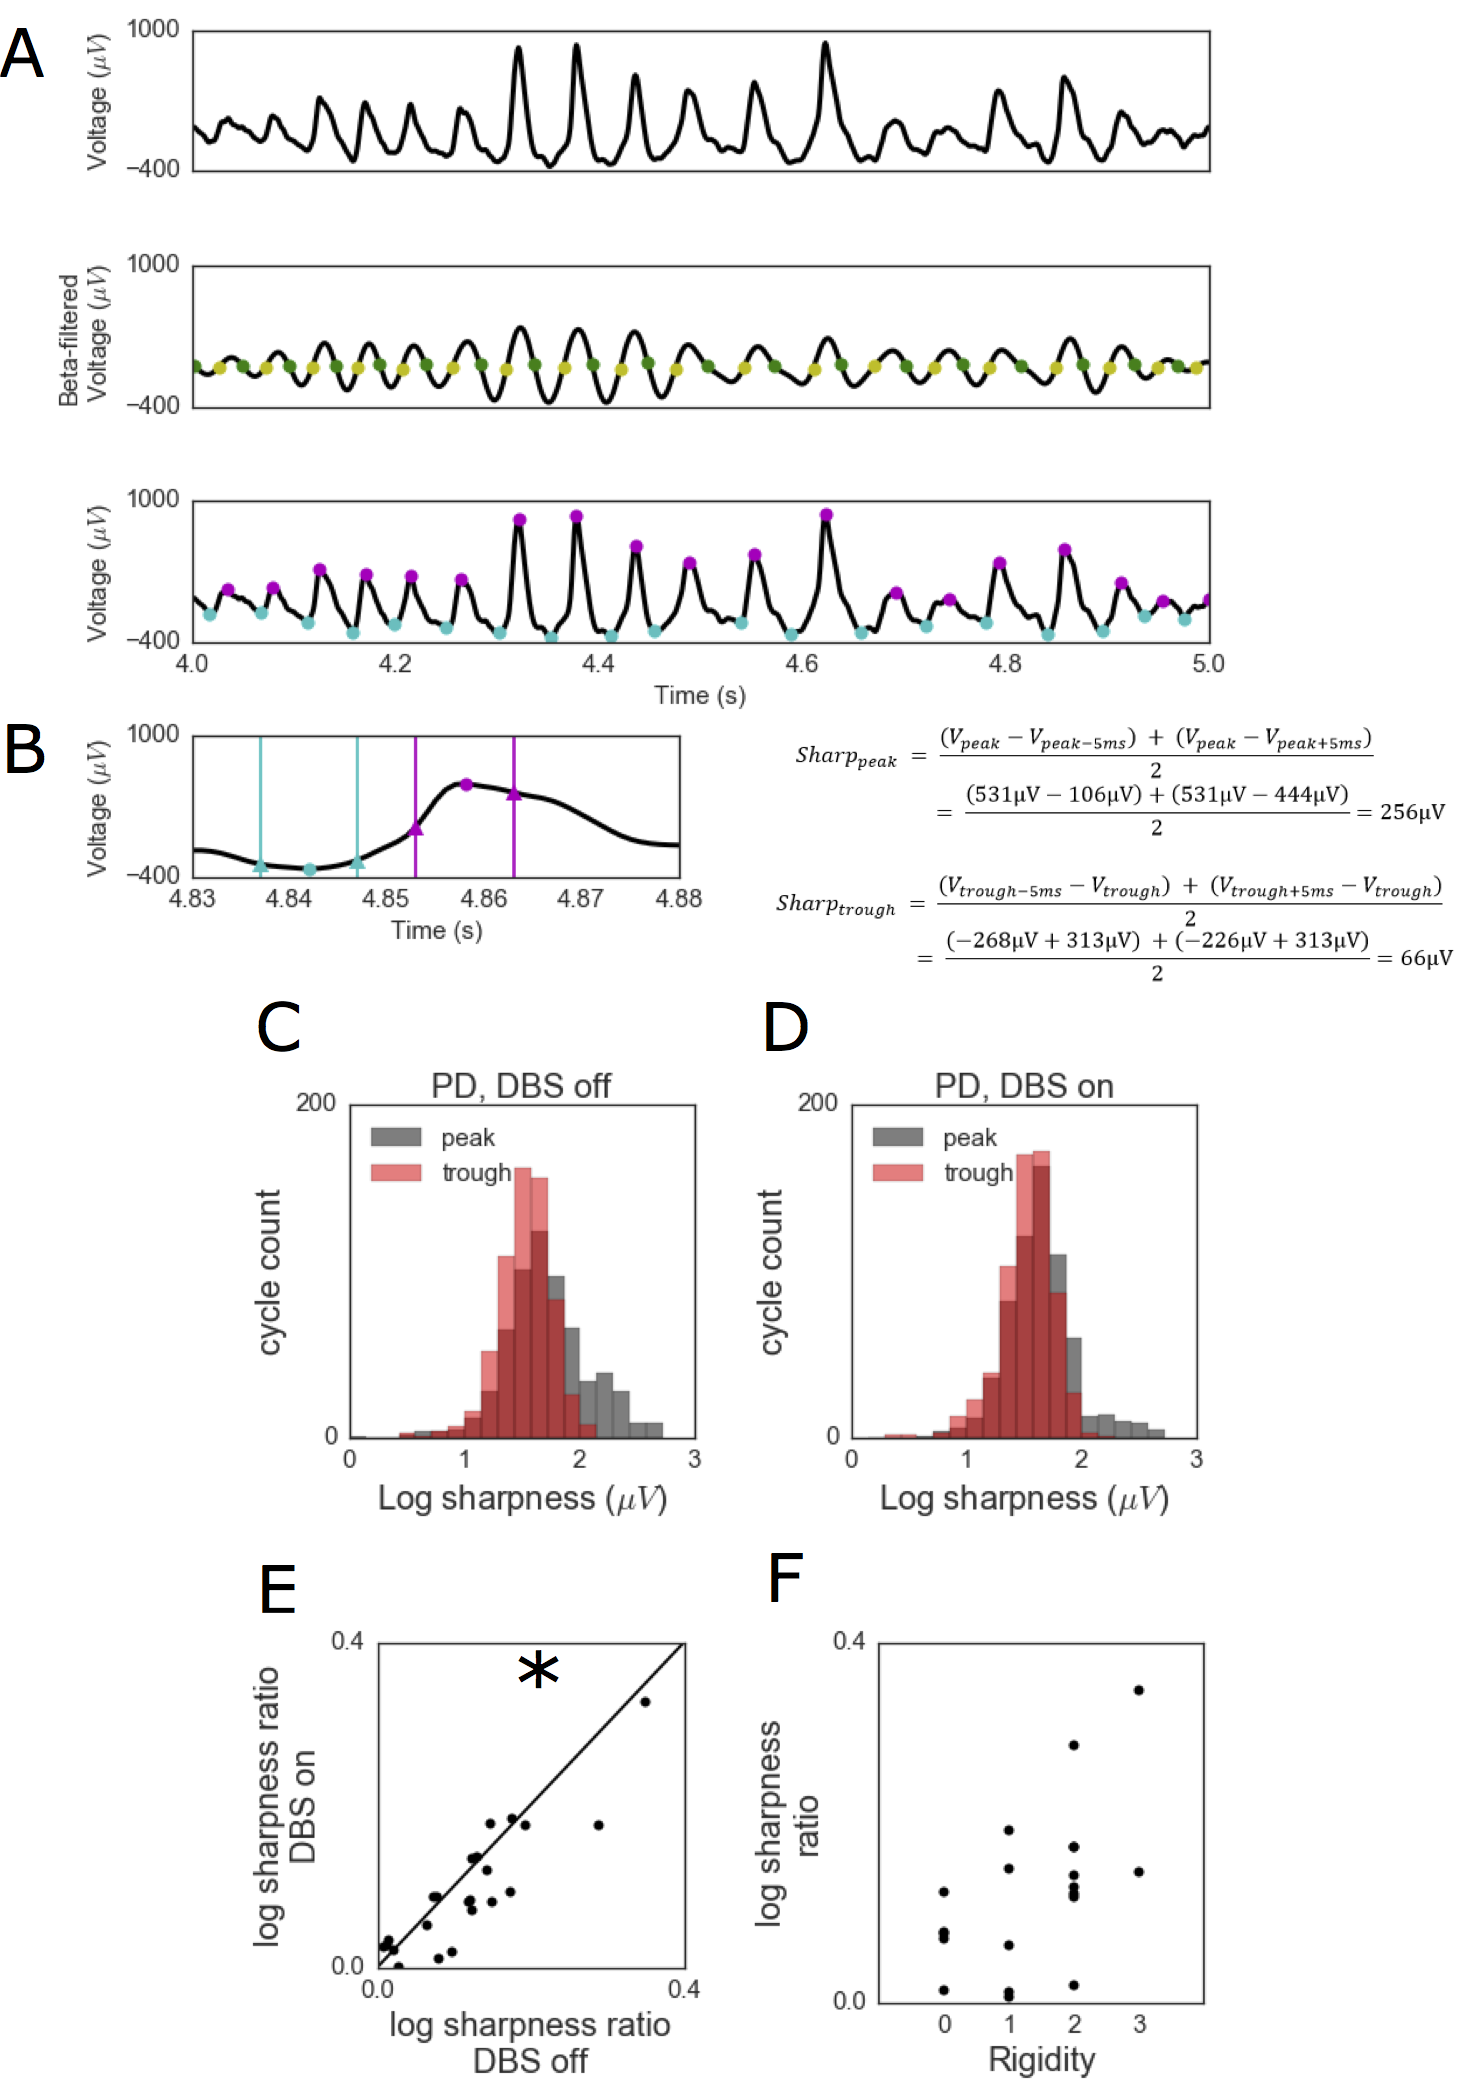 A
1000
Voltage (μV)
−400
1000
Beta-filtered
Voltage (μV)
−400
1000
Voltage (μV)
−400
4.0 4.2 4.4 4.6 4.8 5.0
Time (s)
B
1000
Voltage (μV)
−400
4.83 4.84 4.85 4.86 4.87 4.88
Time (s)
Sharp_peak = (V_peak − V_peak−5ms) + (V_peak − V_peak+5ms) / 2
= (531μV − 106μV) + (531μV − 444μV) / 2 = 256μV
Sharp_trough = (V_trough−5ms − V_trough) + (V_trough+5ms − V_trough) / 2
= (−268μV + 313μV) + (−226μV + 313μV) / 2 = 66μV
C
PD, DBS off
200
peak
trough
cycle count
0
0 1 2 3
Log sharpness (μV)
D
PD, DBS on
200
peak
trough
cycle count
0
0 1 2 3
Log sharpness (μV)
E
0.4
*
log sharpness ratio
DBS on
0.0
0.0 0.4
log sharpness ratio
DBS off
F
0.4
log sharpness
ratio
0.0
0 1 2 3
Rigidity